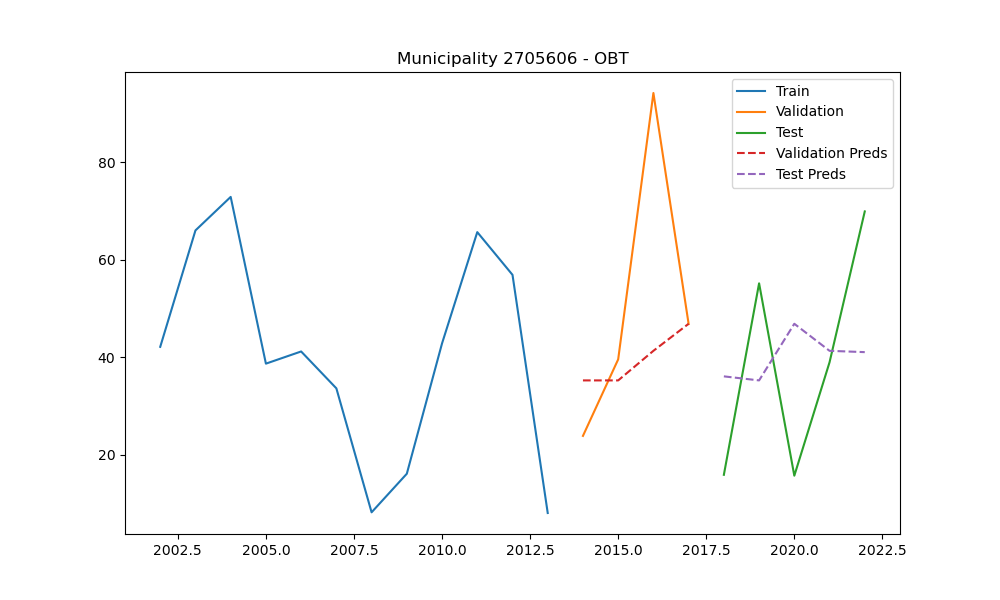 Municipality 2705606 - OBT
Train
Validation
Test
Validation Preds
Test Preds
80
60
40
20
2002.5 2005.0 2007.5 2010.0 2012.5 2015.0 2017.5 2020.0 2022.5